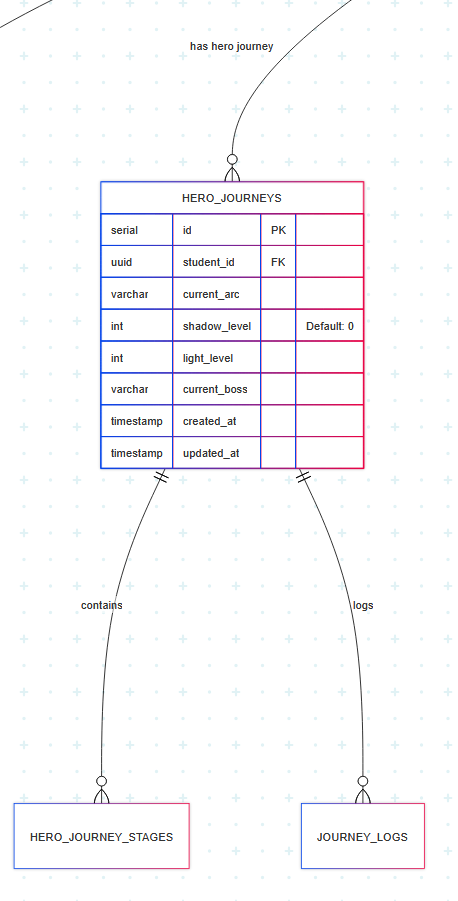 has hero journey
HERO_JOURNEYS
serial id PK
uuid student_id FK
varchar current_arc
int shadow_level Default: 0
int light_level
varchar current_boss
timestamp created_at
timestamp updated_at
contains logs
HERO_JOURNEY_STAGES JOURNEY_LOGS